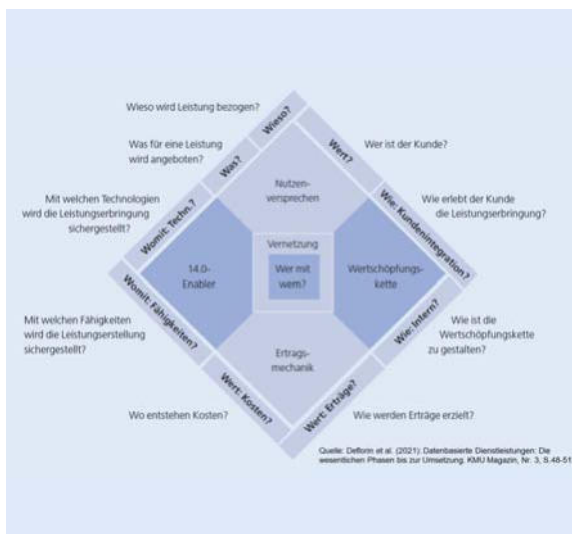 Wieso wird Leistung bezogen?
Wieso?
Was für eine Leistung
wird angeboten?
Was?
Wert?
Wer ist der Kunde?
Nutzen-
versprechen
Mit welchen Technologien
wird die Leistungserbringung
sichergestellt?
Womit: Techn.?
Wie: Kundenintegration?
Wie erlebt der Kunde
die Leistungserbringung?
Vernetzung
14.0-
Enabler
Wer mit
wem?
Wertschöpfungs-
kette
Mit welchen Fähigkeiten
wird die Leistungserstellung
sichergestellt?
Womit: Fähigkeiten?
Wie: Intern?
Wie ist die
Wertschöpfungskette
zu gestalten?
Ertrags-
mechanik
Wo entstehen Kosten?
Wert: Kosten?
Wert: Erträge?
Wie werden Erträge erzielt?
Quelle: Deflorin et al. (2021): Datenbasierte Dienstleistungen: Die
wesentlichen Phasen bis zur Umsetzung. KMU Magazin, Nr. 3, S.48-51